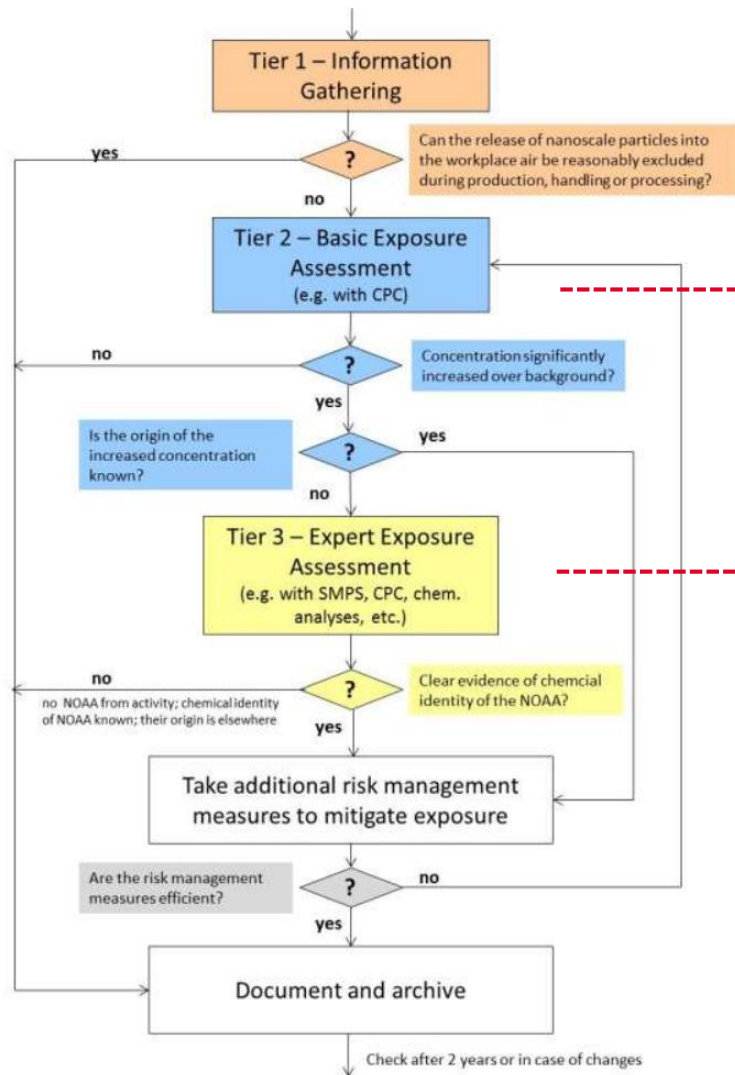 Tier 1 – Information
Gathering
yes
?
Can the release of nanoscale particles into
the workplace air be reasonably excluded
during production, handling or processing?
no
Tier 2 – Basic Exposure
Assessment
(e.g. with CPC)
no
?
Concentration significantly
increased over background?
yes
Is the origin of the
increased concentration
known?
?
yes
no
Tier 3 – Expert Exposure
Assessment
(e.g. with SMPS, CPC, chem.
analyses, etc.)
no
no NOAA from activity; chemical identity
of NOAA known; their origin is elsewhere
?
Clear evidence of chemcial
identity of the NOAA?
yes
Take additional risk management
measures to mitigate exposure
Are the risk management
measures efficient?
?
no
yes
Document and archive
Check after 2 years or in case of changes